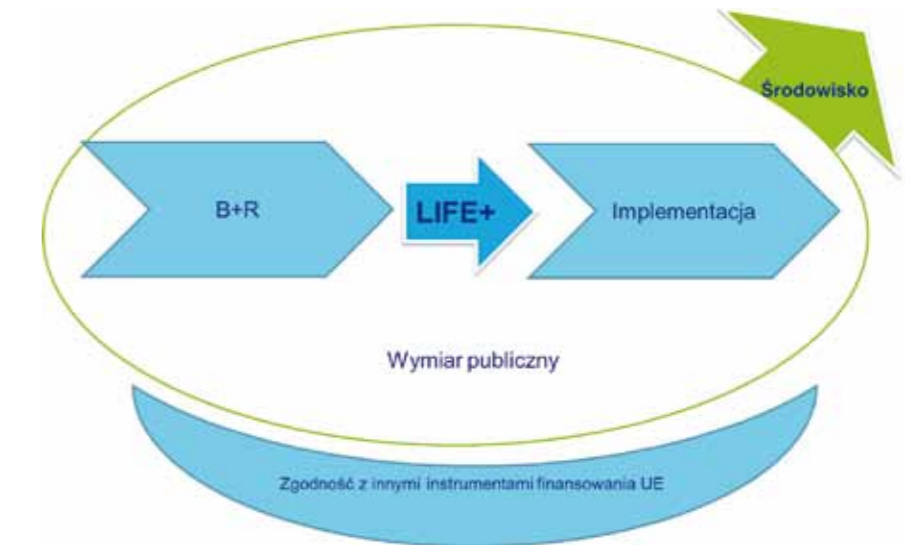 Środowisko
B+R
LIFE+
Implementacja
Wymiar publiczny
Zgodność z innymi instrumentami finansowania UE